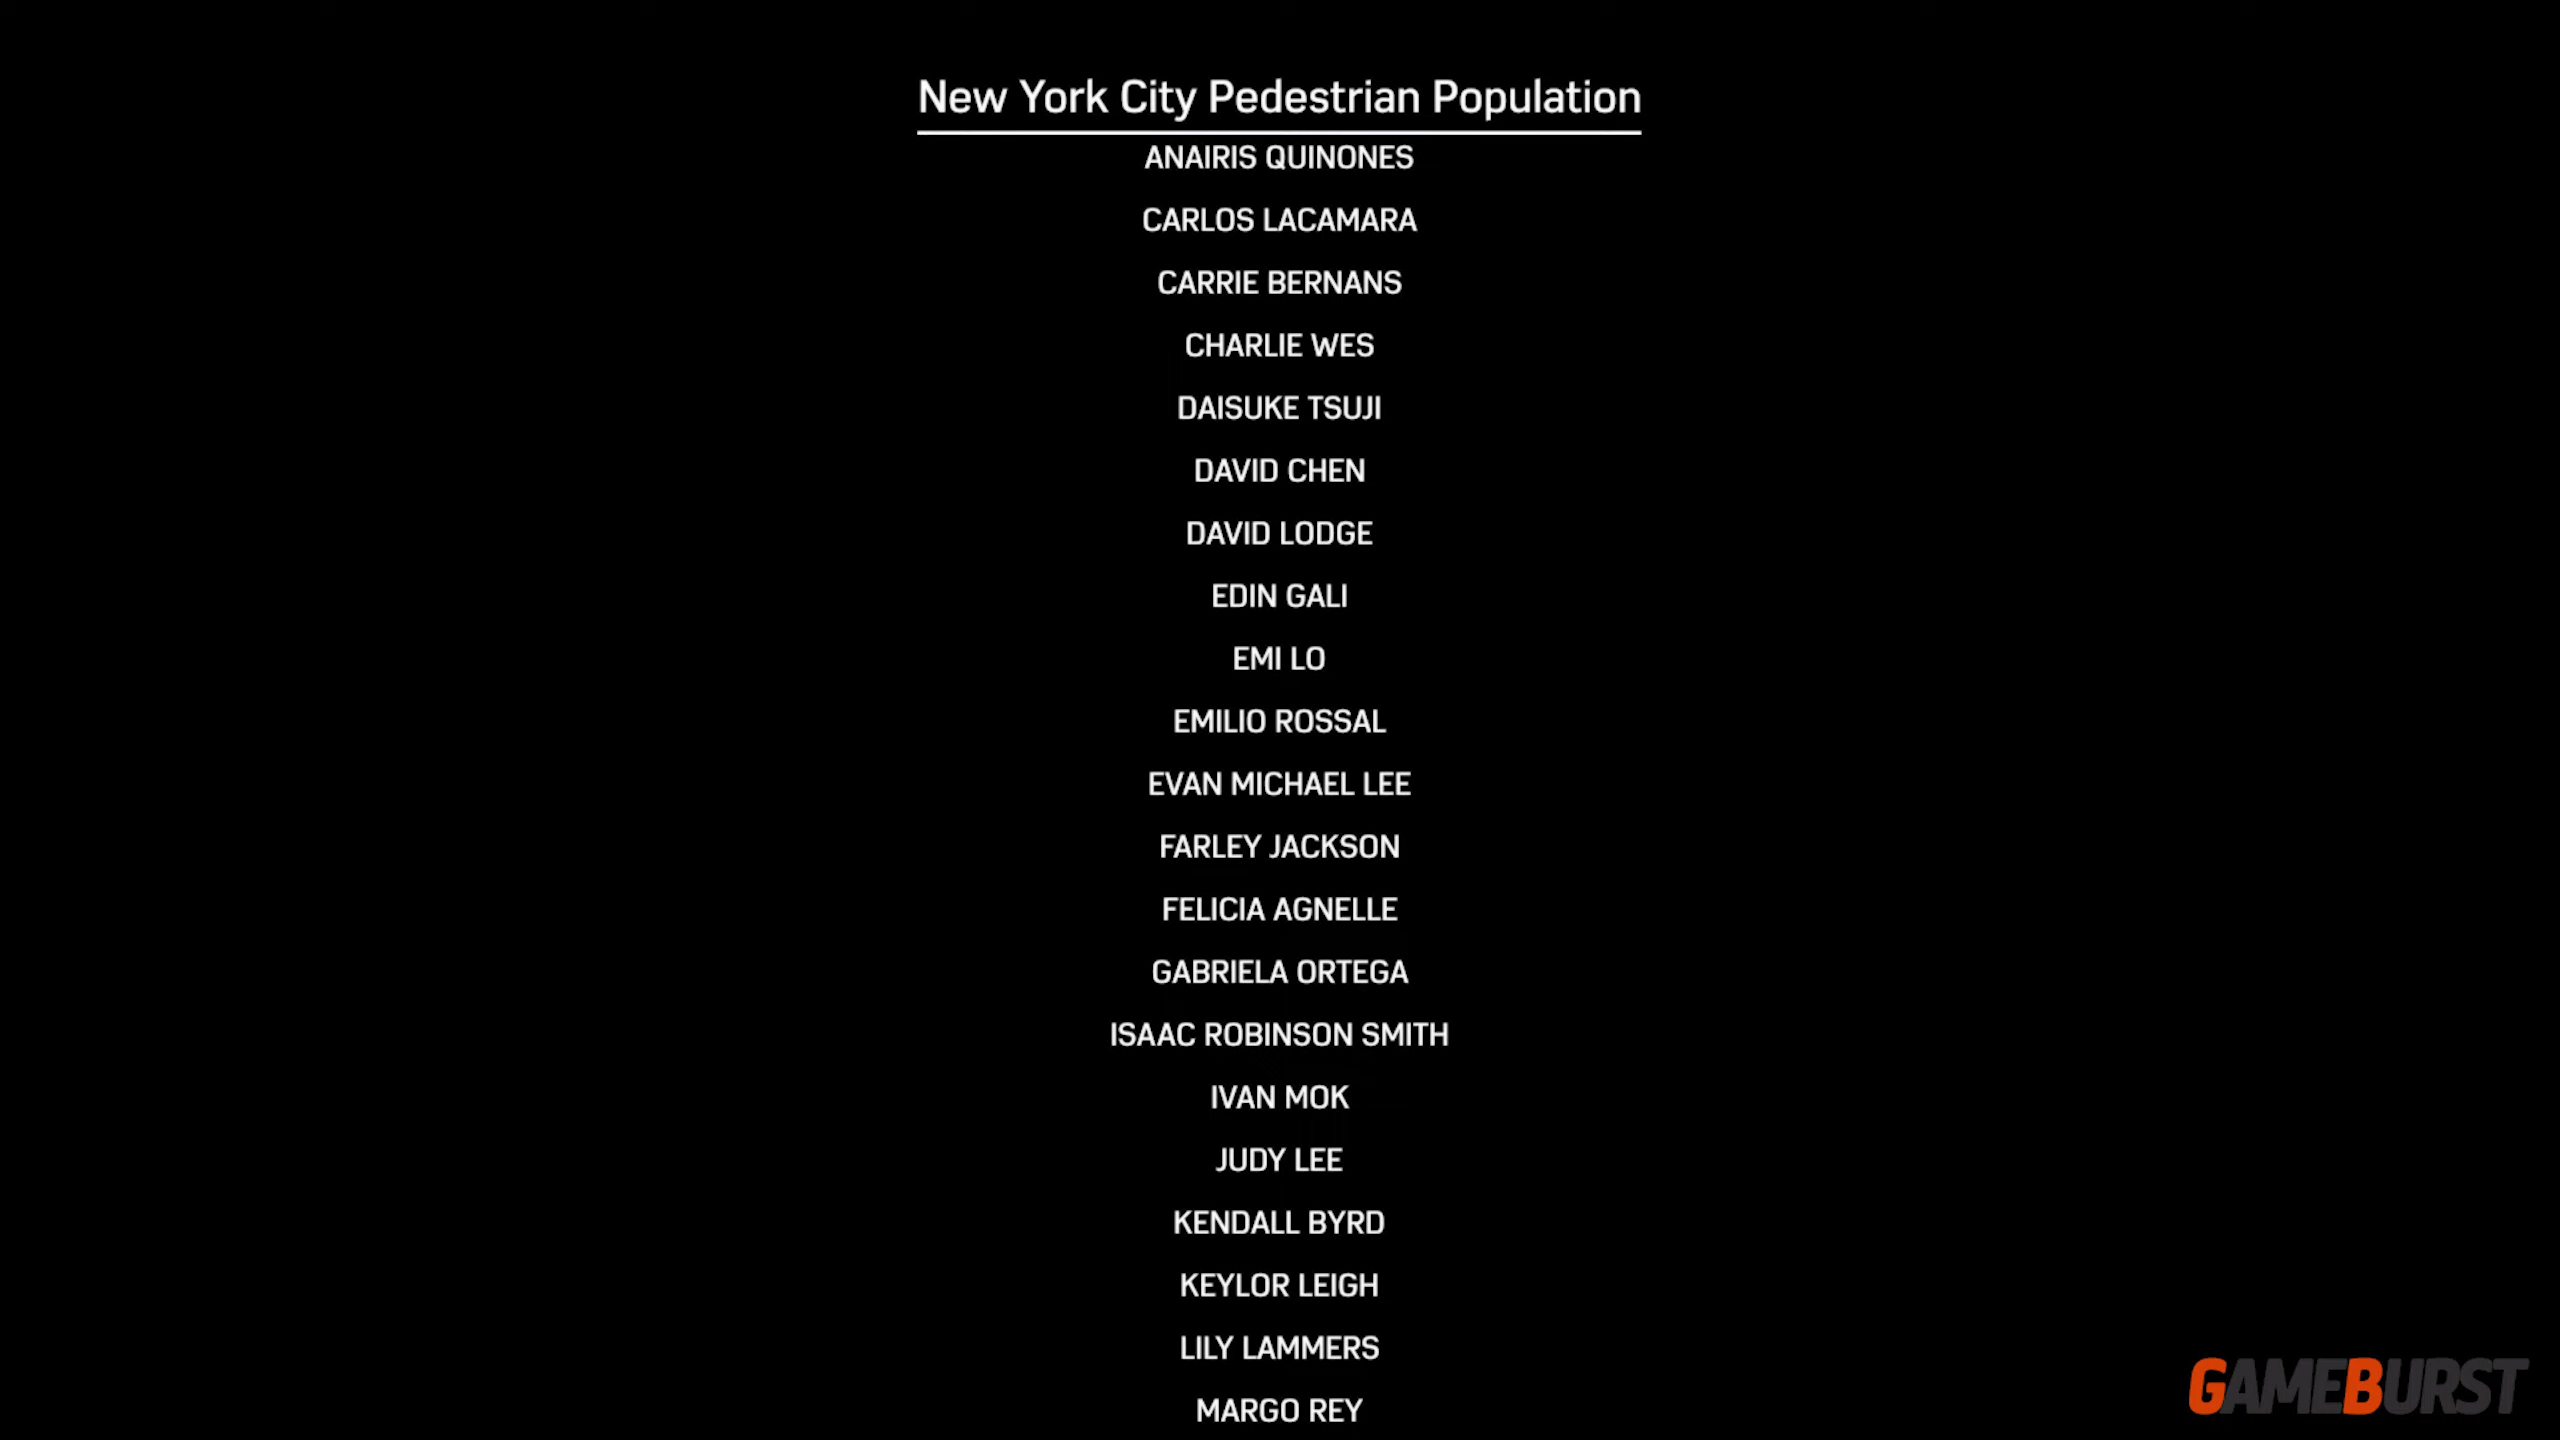 New York City Pedestrian Population
ANAIRIS QUINONES
CARLOS LACAMARA
CARRIE BERNANS
CHARLIE WES
DAISUKE TSUJI
DAVID CHEN
DAVID LODGE
EDIN GALI
EMI LO
EMILIO ROSSAL
EVAN MICHAEL LEE
FARLEY JACKSON
FELICIA AGNELLE
GABRIELA ORTEGA
ISAAC ROBINSON SMITH
IVAN MOK
JUDY LEE
KENDALL BYRD
KEYLOR LEIGH
LILY LAMMERS
MARGO REY
GAMEBURST